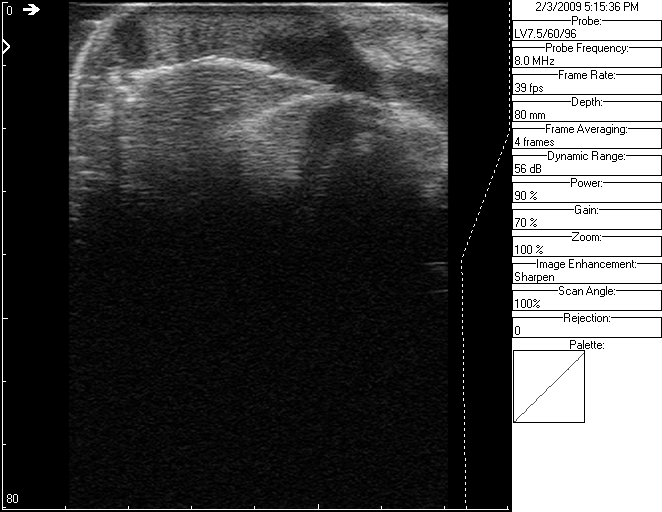 0
80
2/3/2009 5:15:36 PM
Probe:
LV7.5/60/96
Probe Frequency:
8.0 MHz
Frame Rate:
39 fps
Depth:
80 mm
Frame Averaging:
4 frames
Dynamic Range:
56 dB
Power:
90 %
Gain:
70 %
Zoom:
100 %
Image Enhancement:
Sharpen
Scan Angle:
100%
Rejection:
0
Palette: